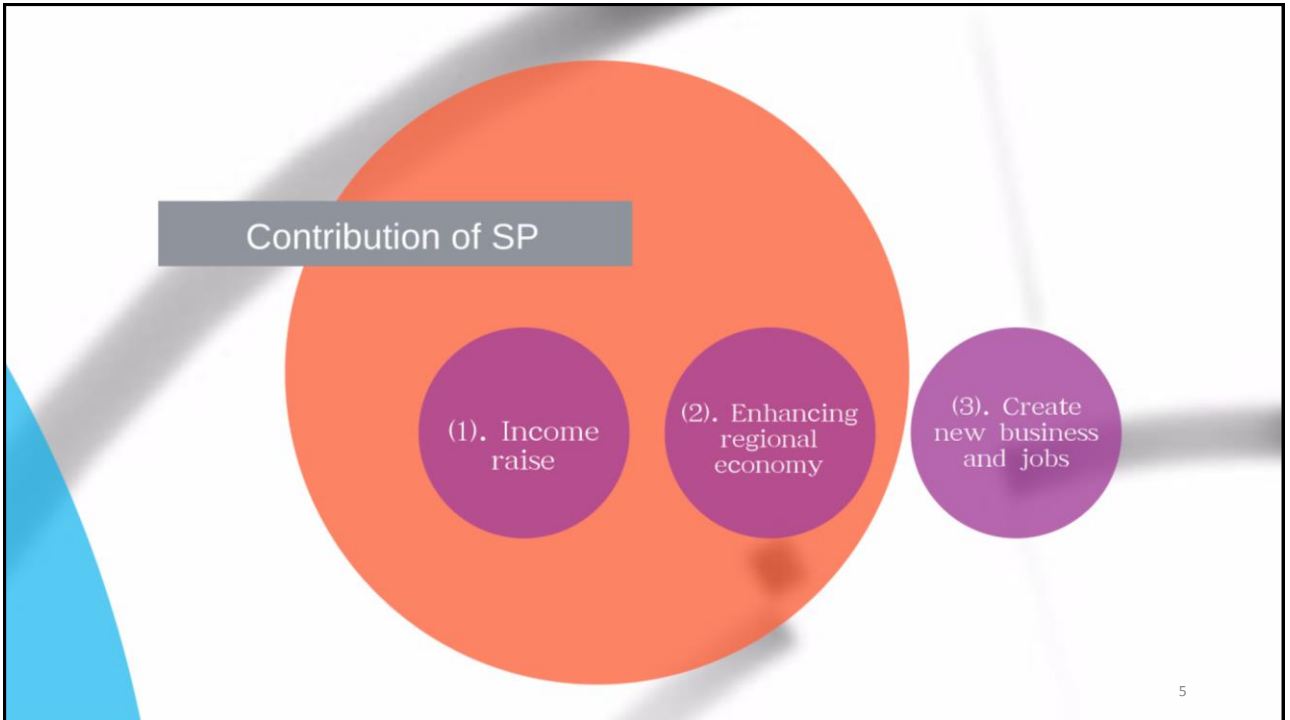 Contribution of SP
(1). Income
raise
(2). Enhancing
regional
economy
(3). Create
new business
and jobs
5